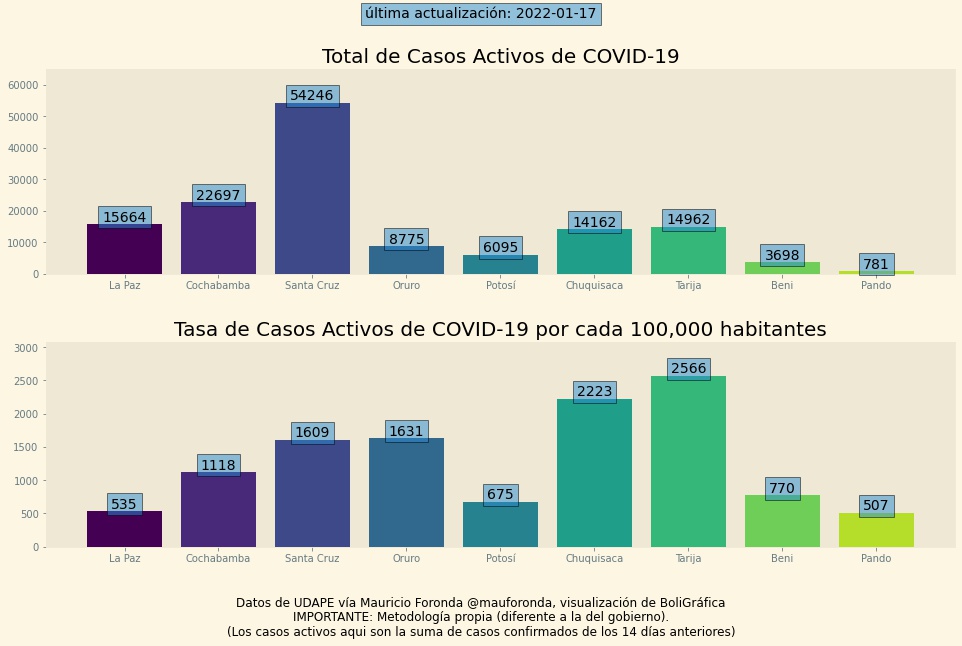 última actualización: 2022-01-17
Total de Casos Activos de COVID-19
60000
50000
40000
30000
20000
10000
0
15664
22697
54246
8775
6095
14162
14962
3698
781
La Paz
Cochabamba
Santa Cruz
Oruro
Potosí
Chuquisaca
Tarija
Beni
Pando
Tasa de Casos Activos de COVID-19 por cada 100,000 habitantes
3000
2500
2000
1500
1000
500
0
535
1118
1609
1631
675
2223
2566
770
507
La Paz
Cochabamba
Santa Cruz
Oruro
Potosí
Chuquisaca
Tarija
Beni
Pando
Datos de UDAPE vía Mauricio Foronda @mauforonda, visualización de BoliGráfica
IMPORTANTE: Metodología propia (diferente a la del gobierno).
(Los casos activos aqui son la suma de casos confirmados de los 14 días anteriores)